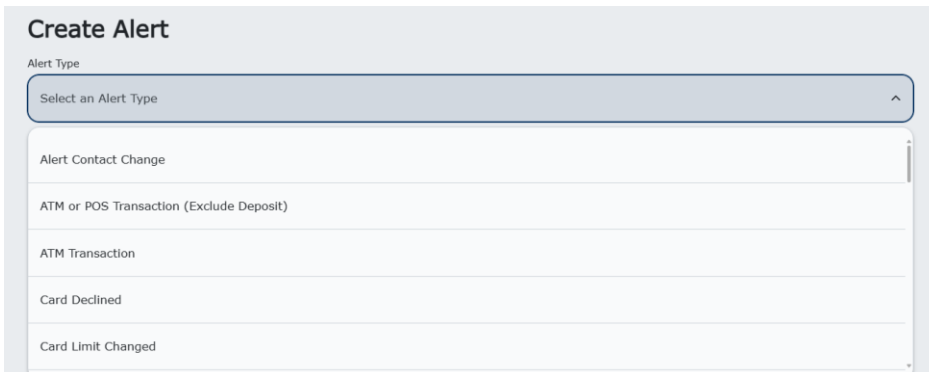 Create Alert
Alert Type
Select an Alert Type
Alert Contact Change
ATM or POS Transaction (Exclude Deposit)
ATM Transaction
Card Declined
Card Limit Changed